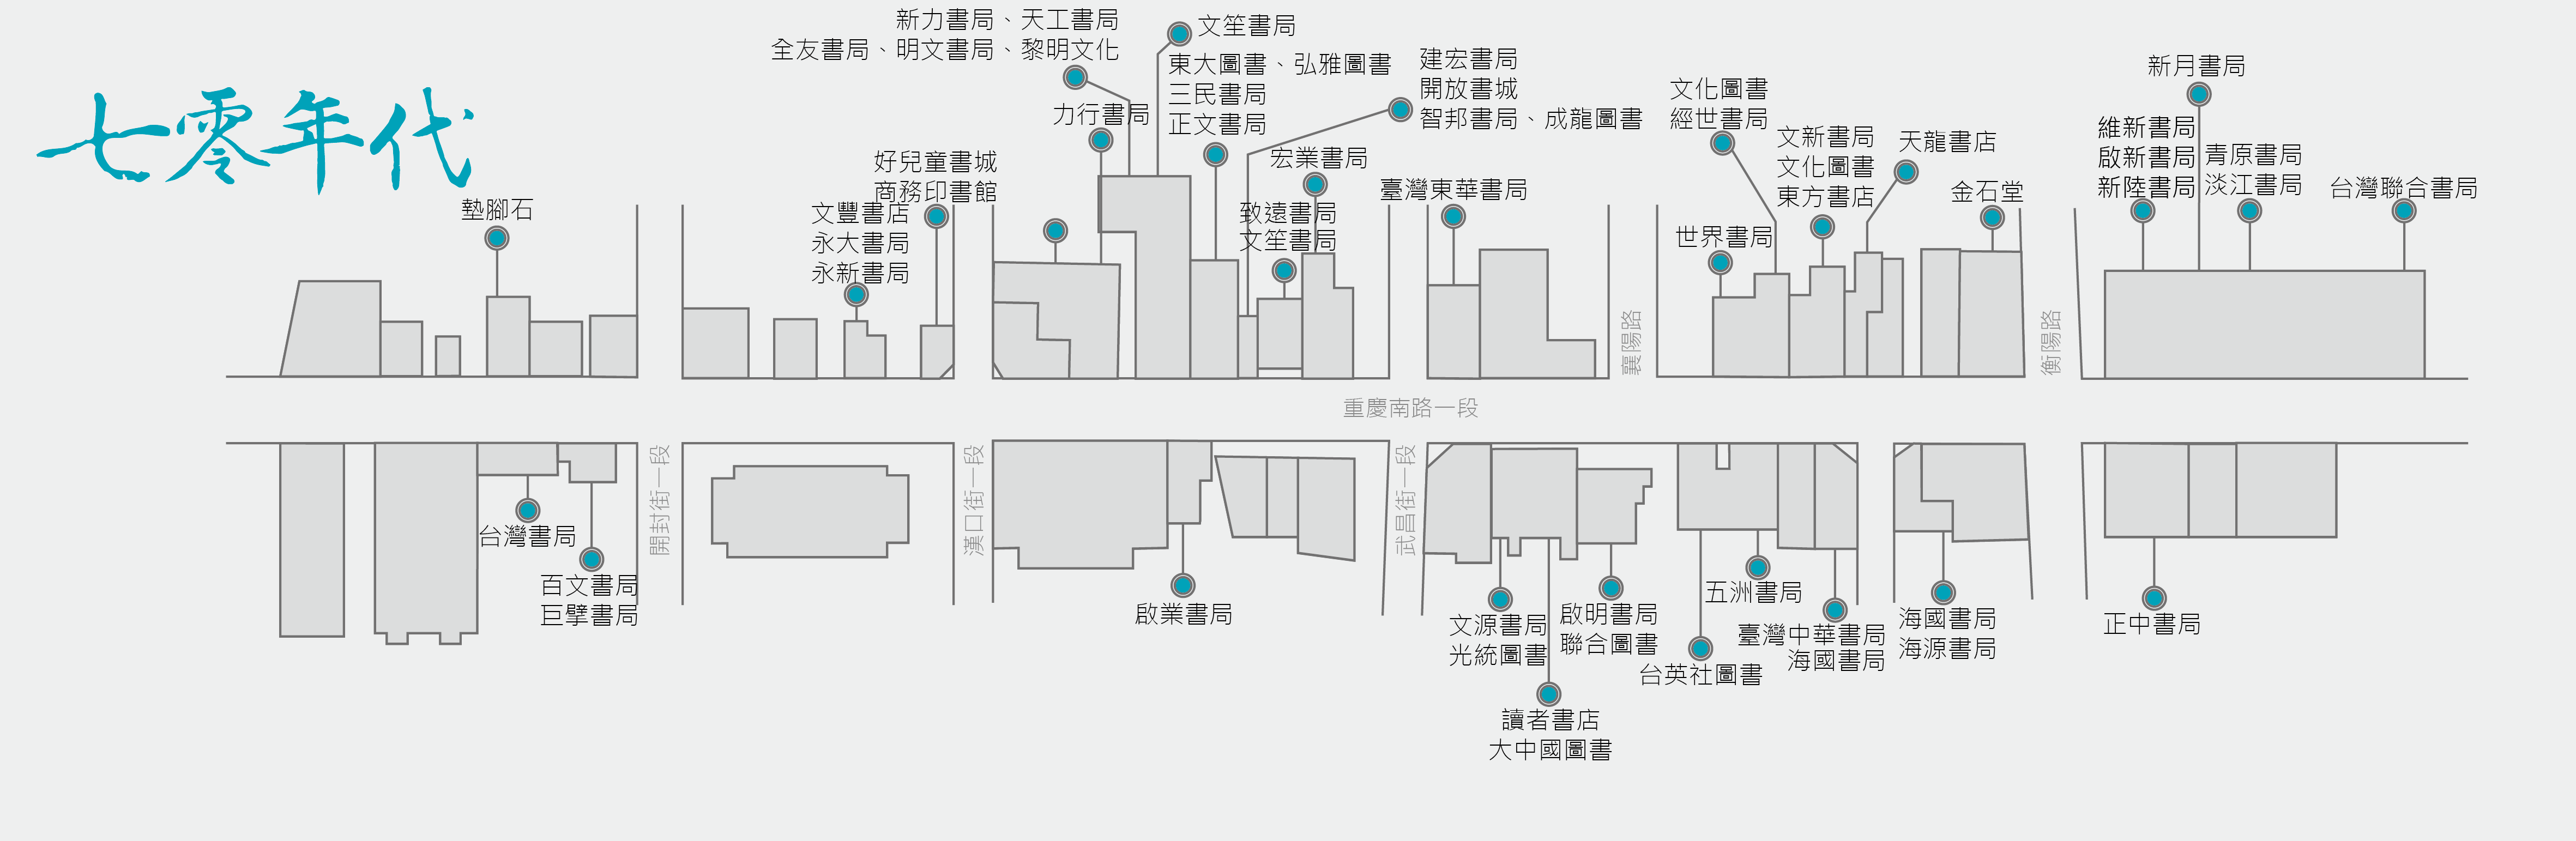 七零年代
墊腳石
文豐書店
永大書局
永新書局
好兒童書城
商務印書館
新力書局、天工書局
全友書局、明文書局、黎明文化
力行書局
文笙書局
東大圖書、弘雅圖書
三民書局
正文書局
建宏書局
開放書城
智邦書局、成龍圖書
宏業書局
致遠書局
文笙書局
臺灣東華書局
文化圖書
經世書局
世界書局
文新書局
文化圖書
東方書店
天龍書店
金石堂
新月書局
維新書局
啟新書局
新陸書局
青原書局
淡江書局
台灣聯合書局
襄陽路
衡陽路
重慶南路一段
開封街一段
漢口街一段
武昌街一段
台灣書局
百文書局
巨擘書局
啟業書局
文源書局
光統圖書
讀者書店
大中國圖書
啟明書局
聯合圖書
台英社圖書
五洲書局
臺灣中華書局
海國書局
海國書局
海源書局
正中書局